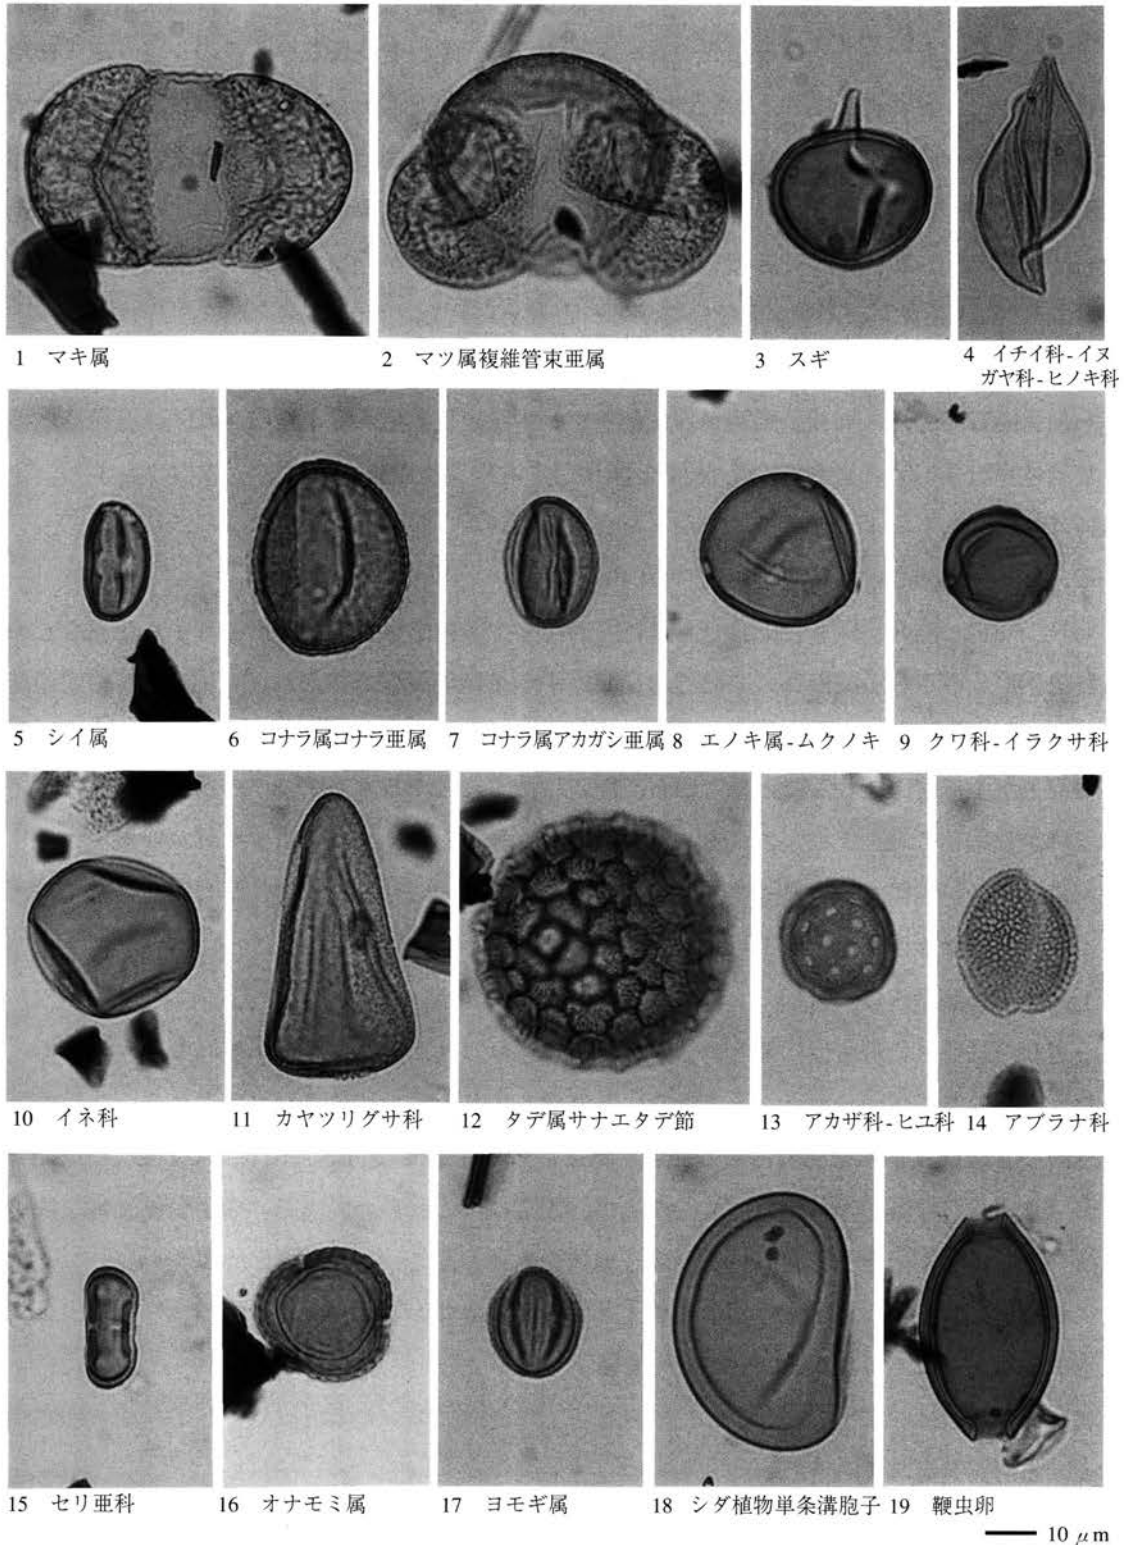 1 マキ属
2 マツ属複維管束亜属
3 スギ
4 イチイ科-イヌ
ガヤ科-ヒノキ科
5 シイ属
6 コナラ属コナラ亜属
7 コナラ属アカガシ亜属
8 エノキ属-ムクノキ
9 クワ科-イラクサ科
10 イネ科
11 カヤツリグサ科
12 タデ属サナエタデ節
13 アカザ科-ヒユ科
14 アブラナ科
15 セリ亜科
16 オナモミ属
17 ヨモギ属
18 シダ植物単条溝胞子
19 鞭虫卵
10 μm